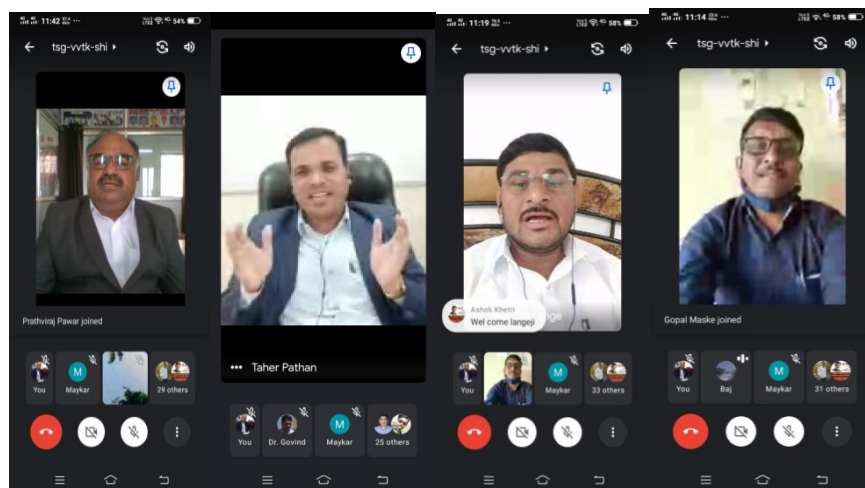 11:42
54%
tsg-vvtk-shi
Prathviraj Pawar joined
You
M
Maykar
29 others
Taher Pathan
You
Dr. Govind
M
Maykar
25 others
11:19
58%
tsg-vvtk-shi
Ashok Khetri
Wel come langeji
You
M
Maykar
33 others
11:14
58%
tsg-vvtk-shi
Gopal Maske joined
You
Baj
M
Maykar
31 others